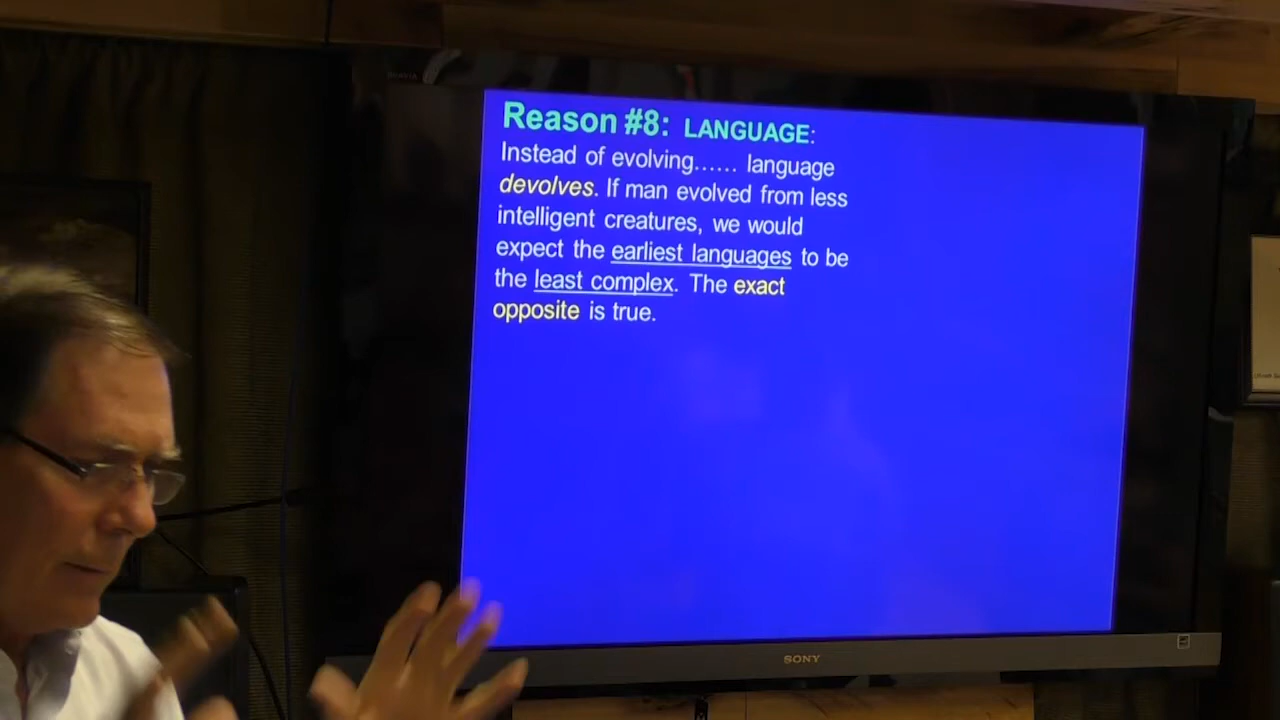 Reason #8: LANGUAGE:
Instead of evolving…… language
devolves. If man evolved from less
intelligent creatures, we would
expect the earliest languages to be
the least complex. The exact
opposite is true.
SONY